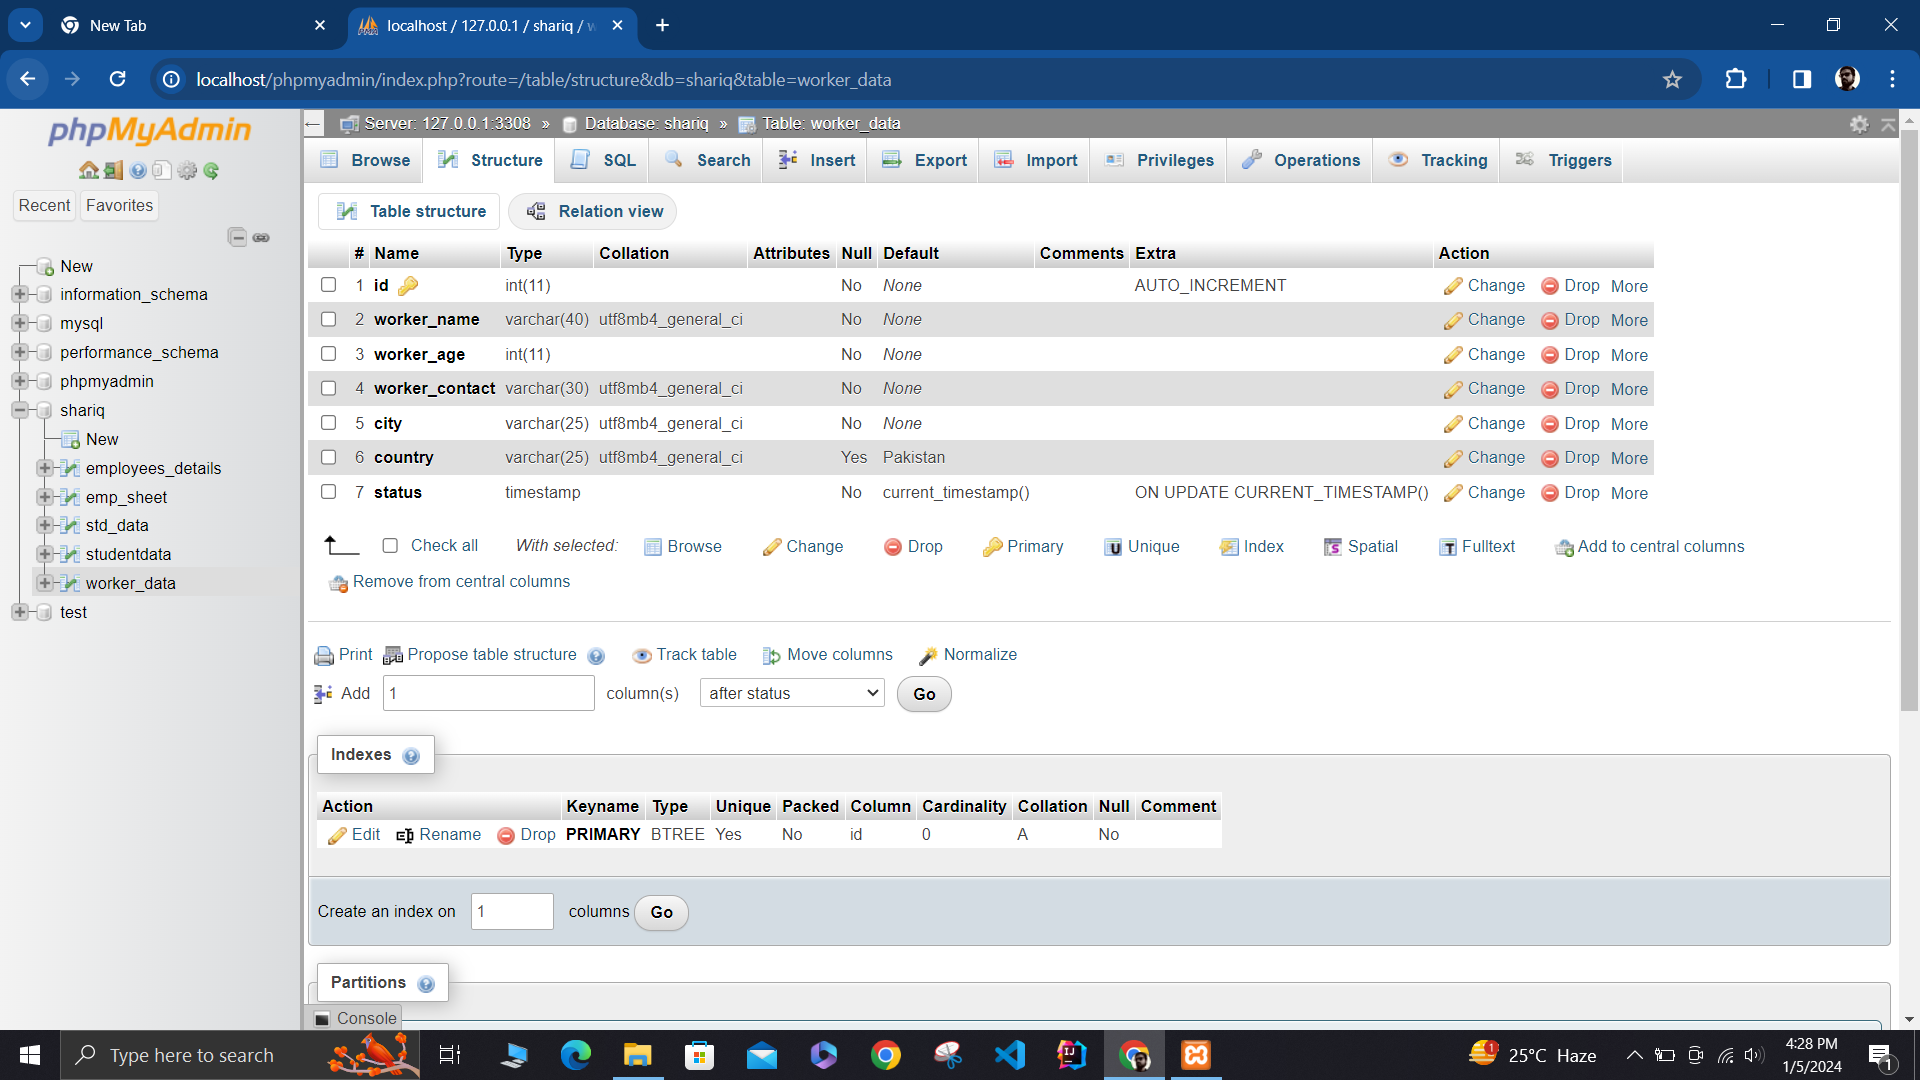 New Tab
localhost / 127.0.0.1 / shariq / w
localhost/phpmyadmin/index.php?route=/table/structure&db=shariq&table=worker_data
phpMyAdmin
Recent Favorites
New
information_schema
mysql
performance_schema
phpmyadmin
shariq
New
employees_details
emp_sheet
std_data
studentdata
worker_data
test
Server: 127.0.0.1:3308 » Database: shariq » Table: worker_data
Browse Structure SQL Search Insert Export Import Privileges Operations Tracking Triggers
Table structure Relation view
# Name Type Collation Attributes Null Default Comments Extra Action
1 id int(11) No None AUTO_INCREMENT Change Drop More
2 worker_name varchar(40) utf8mb4_general_ci No None Change Drop More
3 worker_age int(11) No None Change Drop More
4 worker_contact varchar(30) utf8mb4_general_ci No None Change Drop More
5 city varchar(25) utf8mb4_general_ci No None Change Drop More
6 country varchar(25) utf8mb4_general_ci Yes Pakistan Change Drop More
7 status timestamp No current_timestamp() ON UPDATE CURRENT_TIMESTAMP() Change Drop More
Check all With selected: Browse Change Drop Primary Unique Index Spatial Fulltext Add to central columns
Remove from central columns
Print Propose table structure Track table Move columns Normalize
Add 1 column(s) after status Go
Indexes
Action Keyname Type Unique Packed Column Cardinality Collation Null Comment
Edit Rename Drop PRIMARY BTREE Yes No id 0 A No
Create an index on 1 columns Go
Partitions
Console
Type here to search
1
25°C Haze
4:28 PM
1/5/2024
1